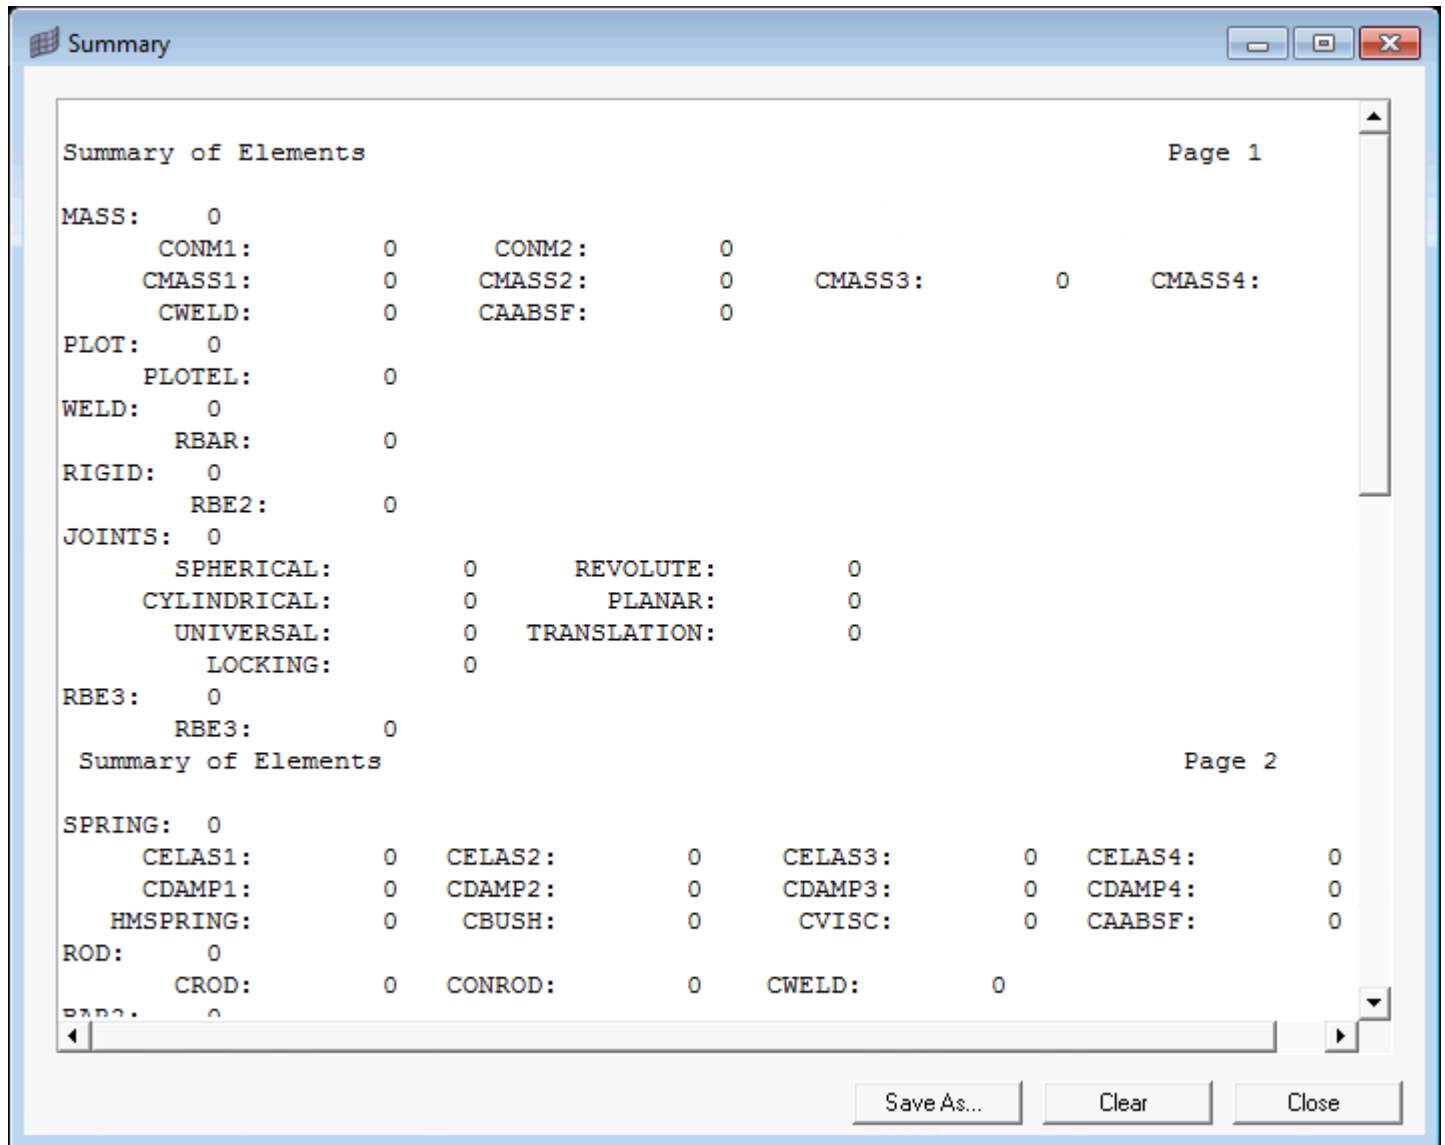 Summary
Summary of Elements Page 1
MASS: 0
CONM1: 0 CONM2: 0
CMASS1: 0 CMASS2: 0 CMASS3: 0 CMASS4:
CWELD: 0 CAABSF: 0
PLOT: 0
PLOTEL: 0
WELD: 0
RBAR: 0
RIGID: 0
RBE2: 0
JOINTS: 0
SPHERICAL: 0 REVOLUTE: 0
CYLINDRICAL: 0 PLANAR: 0
UNIVERSAL: 0 TRANSLATION: 0
LOCKING: 0
RBE3: 0
RBE3: 0
Summary of Elements Page 2
SPRING: 0
CELAS1: 0 CELAS2: 0 CELAS3: 0 CELAS4: 0
CDAMP1: 0 CDAMP2: 0 CDAMP3: 0 CDAMP4: 0
HMSPRING: 0 CBUSH: 0 CVISC: 0 CAABSF: 0
ROD: 0
CROD: 0 CONROD: 0 CWELD: 0
Save As... Clear Close